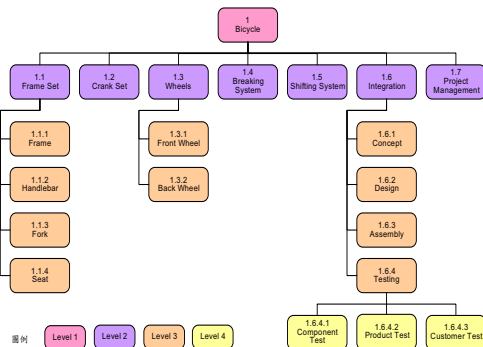 1
Bicycle
1.1
Frame Set
1.2
Crank Set
1.3
Wheels
1.4
Breaking
System
1.5
Shifting System
1.6
Integration
1.7
Project
Management
1.1.1
Frame
1.1.2
Handlebar
1.1.3
Fork
1.1.4
Seat
1.3.1
Front Wheel
1.3.2
Back Wheel
1.6.1
Concept
1.6.2
Design
1.6.3
Assembly
1.6.4
Testing
1.6.4.1
Component
Test
1.6.4.2
Product Test
1.6.4.3
Customer Test
圖例
Level 1
Level 2
Level 3
Level 4